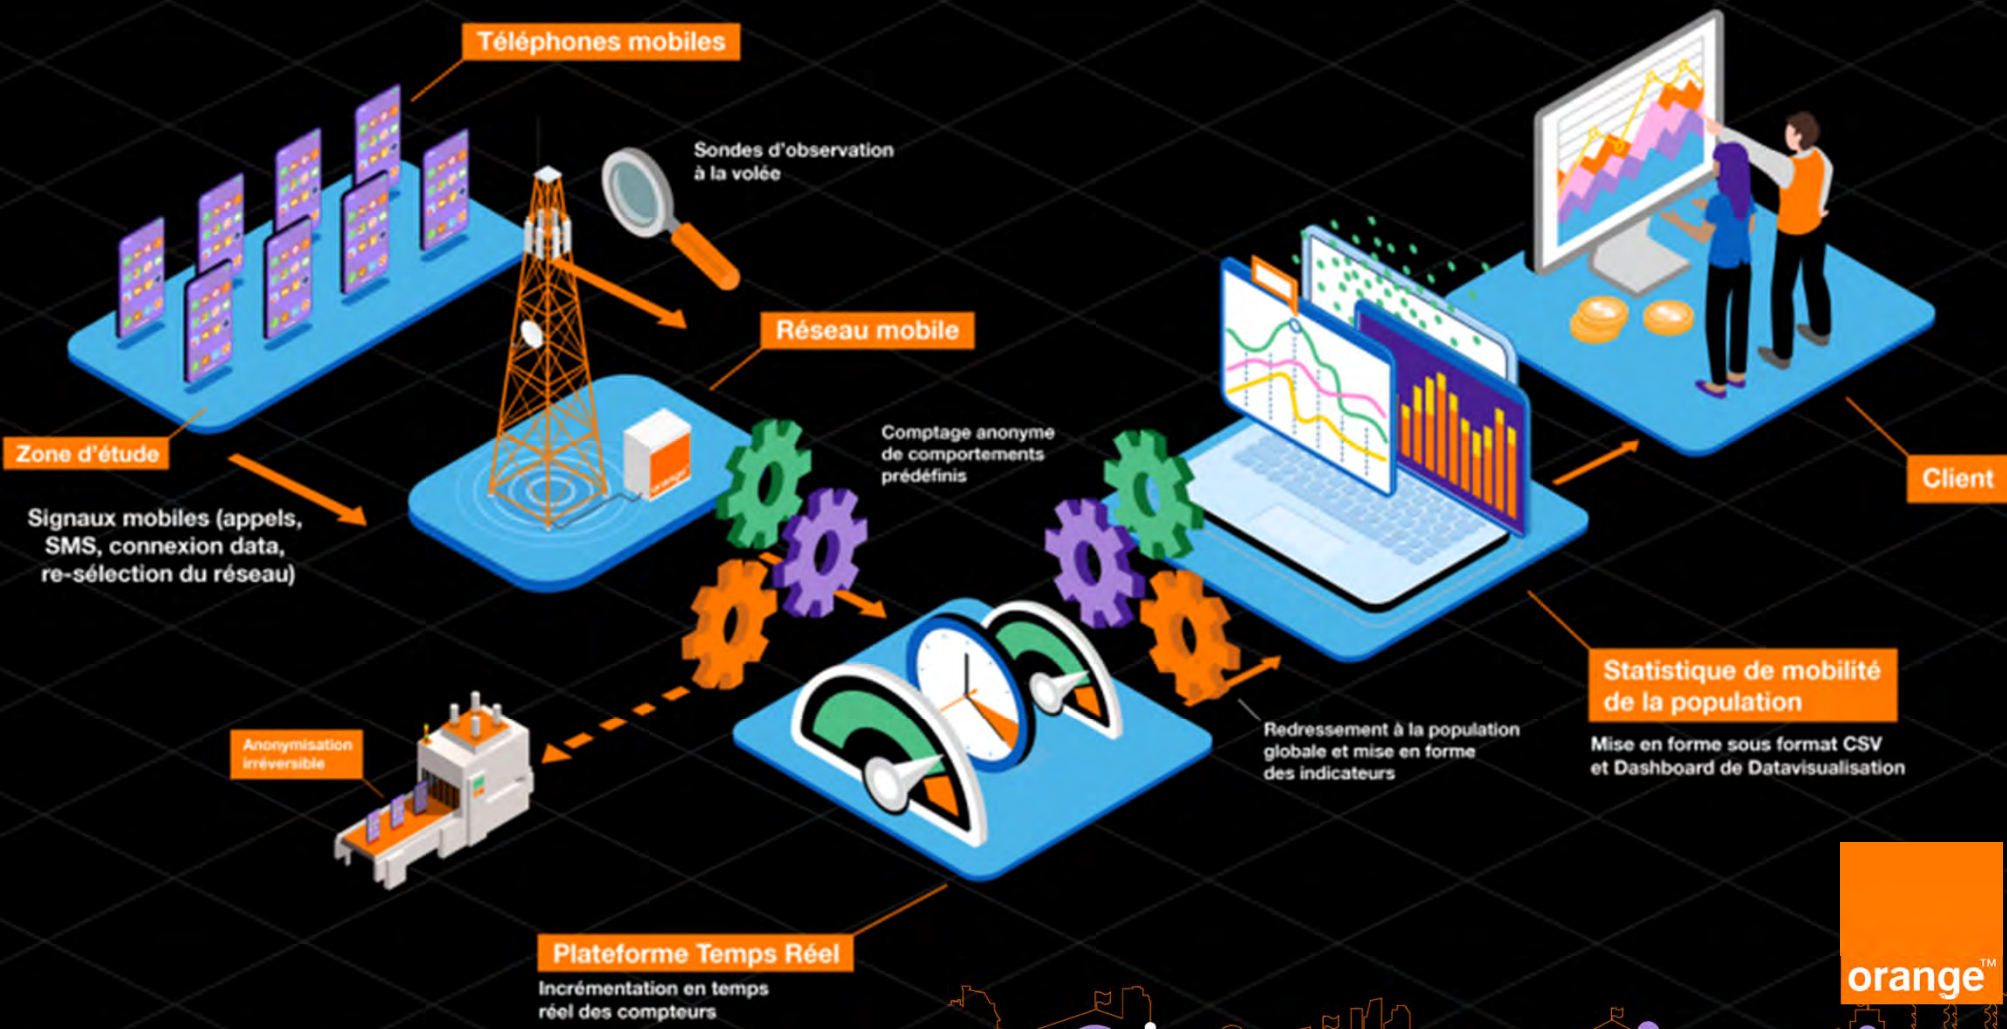 Téléphones mobiles
Sondes d'observation
à la volée
Réseau mobile
Zone d'étude
Signaux mobiles (appels,
SMS, connexion data,
re-sélection du réseau)
orange
Comptage anonyme
de comportements
prédéfinis
Client
Anonymisation
irréversible
Statistique de mobilité
de la population
Mise en forme sous format CSV
et Dashboard de Datavisualisation
Redressement à la population
globale et mise en forme
des indicateurs
Plateforme Temps Réel
Incrémentation en temps
réel des compteurs
orange™